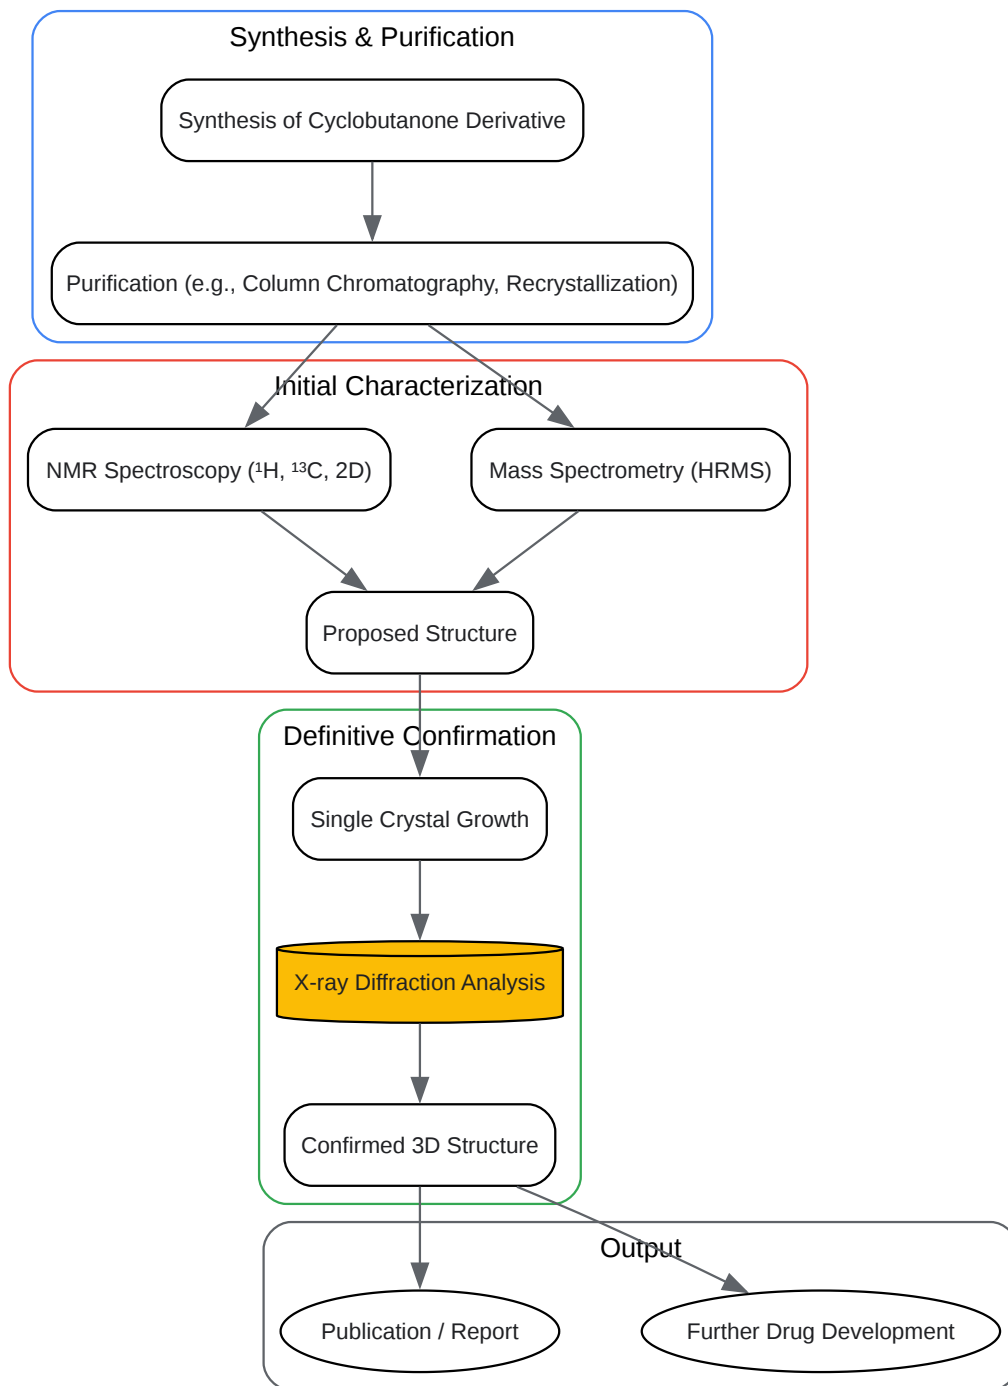 Synthesis & Purification
Synthesis of Cyclobutanone Derivative
Purification (e.g., Column Chromatography, Recrystallization)
Initial Characterization
NMR Spectroscopy (¹H, ¹³C, 2D)
Mass Spectrometry (HRMS)
Proposed Structure
Definitive Confirmation
Single Crystal Growth
X-ray Diffraction Analysis
Confirmed 3D Structure
Output
Publication / Report
Further Drug Development